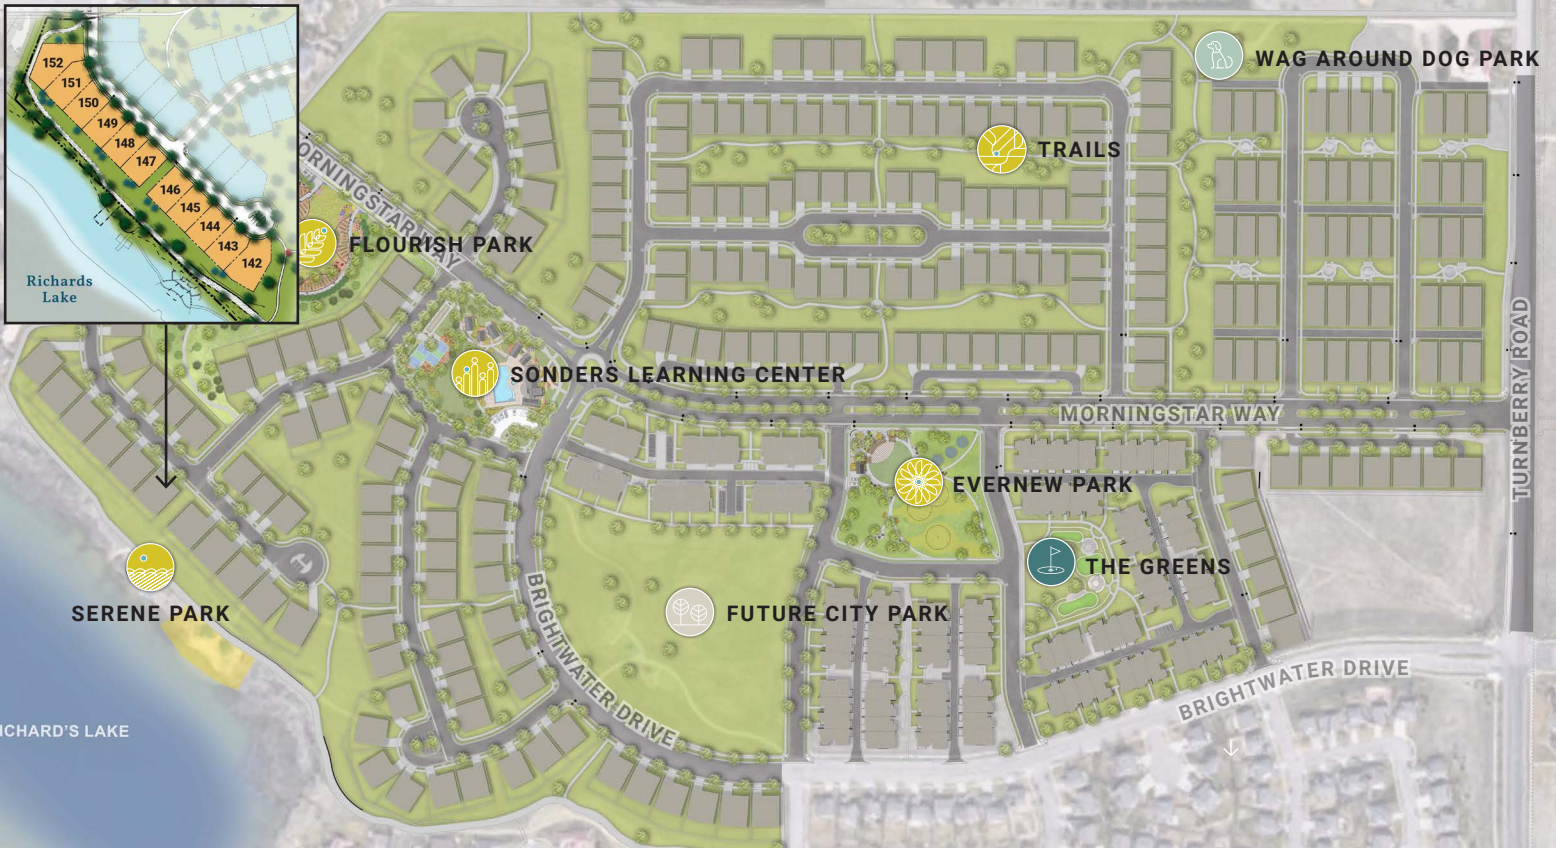 152
151
150
149
148
147
146
145
144
143
142
Richards
Lake
WAG AROUND DOG PARK
TRAILS
MORNINGSTAR WAY
FLOURISH PARK
SONDERS LEARNING CENTER
MORNINGSTAR WAY
TURNBERRY ROAD
EVERNEW PARK
THE GREENS
SERENE PARK
FUTURE CITY PARK
BRIGHTWATER DRIVE
BRIGHTWATER DRIVE
RICHARD'S LAKE